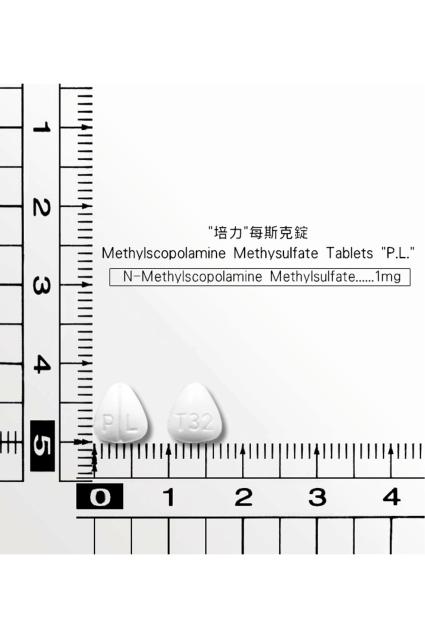 "培力"每斯克錠
Methylscopolamine Methysulfate Tablets "P.L."
N-Methylscopolamine Methylsulfate......1mg
1
2
3
4
5
P L
T32
0 1 2 3 4